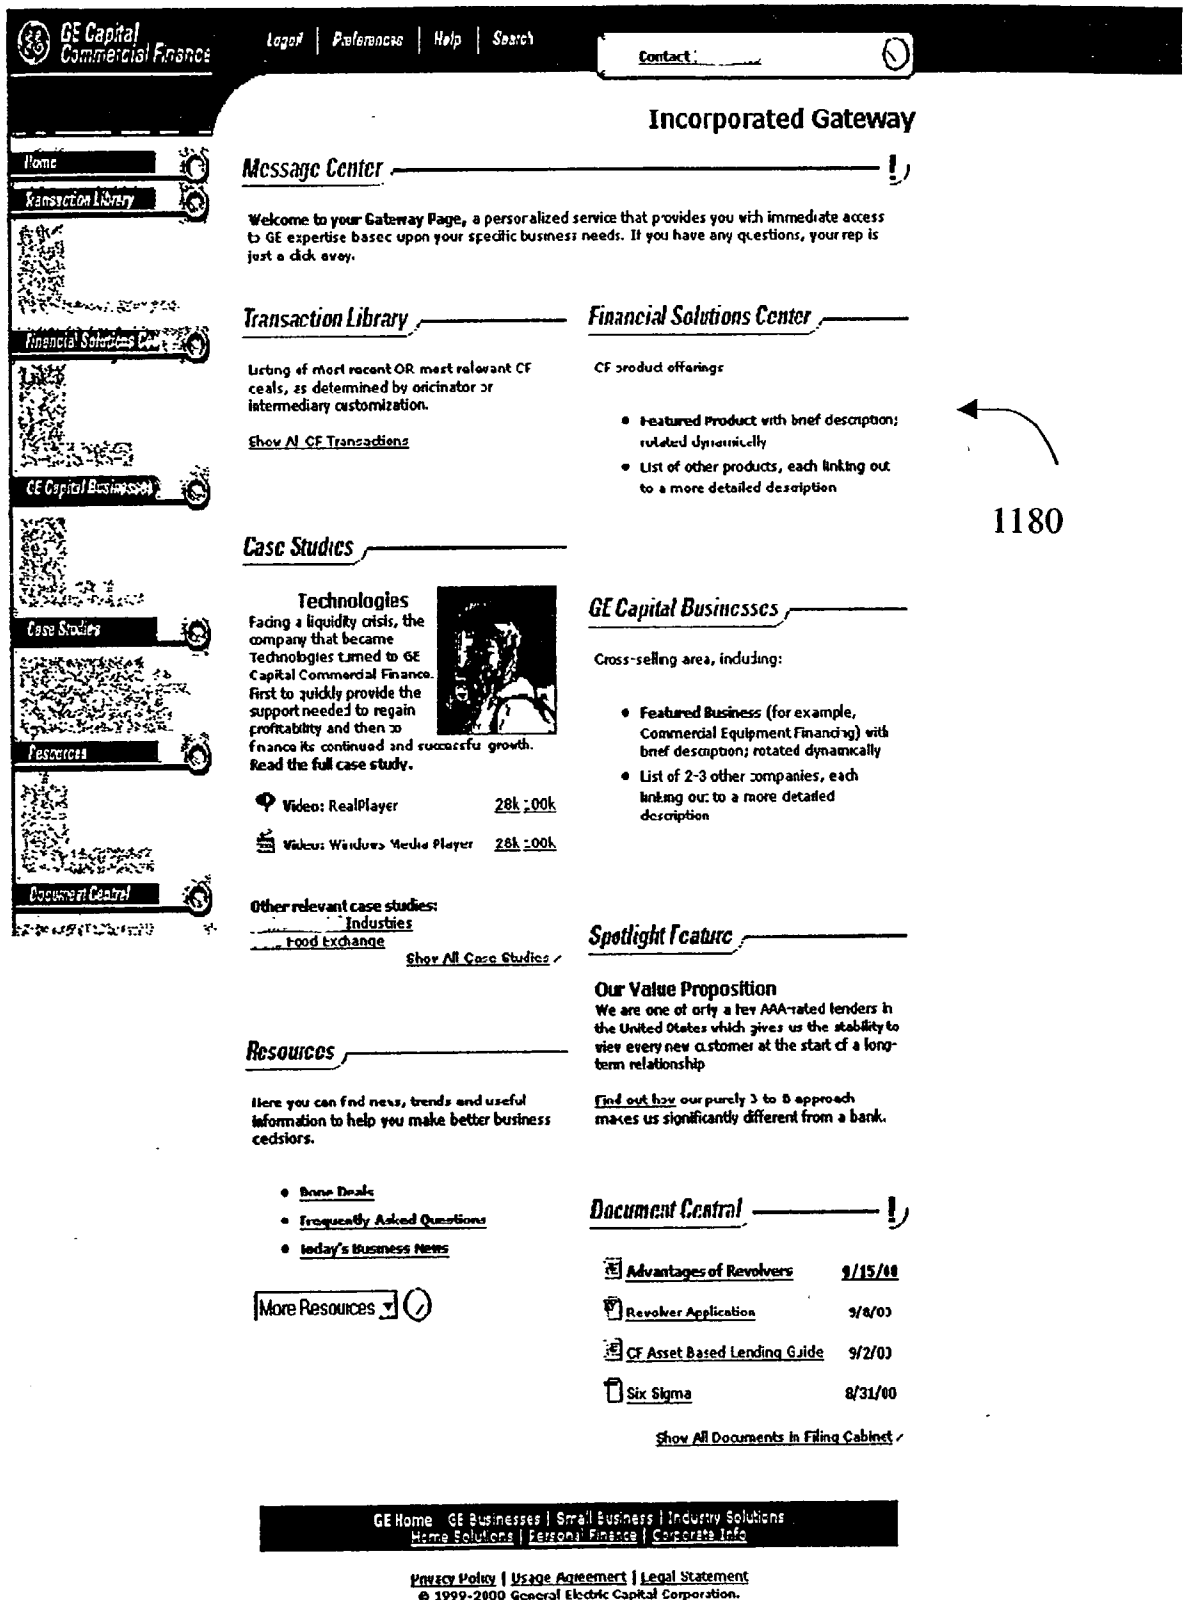 GE Capital
Commercial Finance
Logoff | Preferences | Help | Search
Contact
Incorporated Gateway
Home
Transaction Library
Financial Solutions
GE Capital Businesses
Case Studies
Resources
Document Central
Message Center
Welcome to your Gateway Page, a personalized service that provides you with immediate access
to GE expertise based upon your specific business needs. If you have any questions, your rep is
just a click away.
Transaction Library
Listing of most recent OR most relevant CF
deals, as determined by originator or
intermediary customization.
Show All CF Transactions
Financial Solutions Center
CF product offerings
• Featured Product with brief description;
rotated dynamically
• List of other products, each linking out
to a more detailed description
1180
Case Studies
Technologies
Facing a liquidity crisis, the
company that became
Technologies turned to GE
Capital Commercial Finance.
First to quickly provide the
support needed to regain
profitability and then to
finance its continued and successful growth.
Read the full case study.
Video: RealPlayer 28k 100k
Video: Windows Media Player 28k 100k
Other relevant case studies:
Industries
Food Exchange
Show All Case Studies
GE Capital Businesses
Cross-selling area, including:
• Featured Business (for example,
Commercial Equipment Financing) with
brief description; rotated dynamically
• List of 2-3 other companies, each
linking out to a more detailed
description
Spotlight Feature
Our Value Proposition
We are one of only a few AAA-rated lenders in
the United States which gives us the stability to
view every new customer at the start of a long-
term relationship
Find out how our purely B to B approach
makes us significantly different from a bank.
Resources
Here you can find news, trends and useful
information to help you make better business
decisions.
• Done Deals
• Frequently Asked Questions
• Today's Business News
More Resources
Document Central
Advantages of Revolvers 9/15/00
Revolver Application 9/8/00
CF Asset Based Lending Guide 9/2/00
Six Sigma 8/31/00
Show All Documents in Filing Cabinet
GE Home GE Businesses | Small Business | Industry Solutions
Home Solutions | Personal Finance | Corporate Info
Privacy Policy | Usage Agreement | Legal Statement
© 1999-2000 General Electric Capital Corporation.